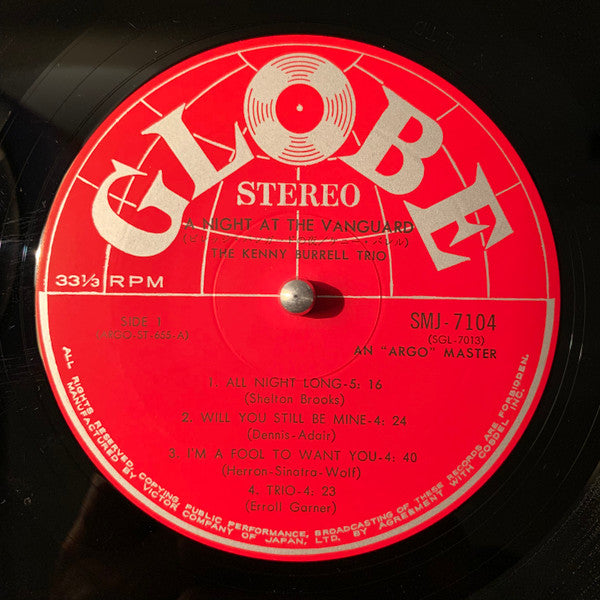 GLOBE
STEREO
A NIGHT AT THE VANGUARD
THE KENNY BURRELL TRIO
33 1/3 RPM
SIDE 1
(ARGO-ST-655-A)
SMJ-7104
(SGL-7013)
AN "ARGO" MASTER
1. ALL NIGHT LONG-5: 16
(Shelton Brooks)
2. WILL YOU STILL BE MINE-4: 24
(Dennis-Adair)
3. I'M A FOOL TO WANT YOU-4: 40
(Herron-Sinatra-Wolf)
4. TRIO-4: 23
(Erroll Garner)
ALL RIGHTS RESERVED, COPYING, PUBLIC PERFORMANCE, BROADCASTING OF THESE RECORDS ARE FORBIDDEN.
MANUFACTURED BY VICTOR COMPANY OF JAPAN, LTD. BY AGREEMENT WITH COSDEL INC.